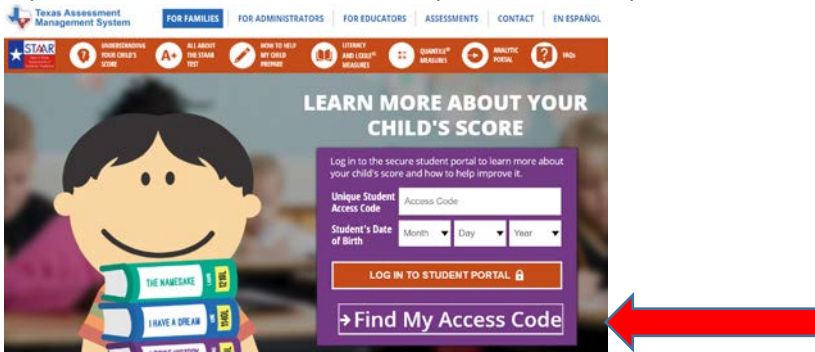 Texas Assessment
Management System
FOR FAMILIES
FOR ADMINISTRATORS
FOR EDUCATORS
ASSESSMENTS
CONTACT
EN ESPAÑOL
STAAR
UNDERSTANDING
YOUR CHILD'S
SCORE
A+
ALL ABOUT
THE STAAR
TEST
HOW TO HELP
MY CHILD
PREPARE
LITERACY
AND LEXILE®
MEASURES
QUANTILE®
MEASURES
ANALYTIC
PORTAL
?
FAQs
LEARN MORE ABOUT YOUR
CHILD'S SCORE
Log in to the secure student portal to learn more about
your child's score and how to help improve it.
Unique Student
Access Code
Access Code
Student's Date
of Birth
Month
Day
Year
LOG IN TO STUDENT PORTAL
→Find My Access Code
THE NAMESAKE
1210L
I HAVE A DREAM
1140L